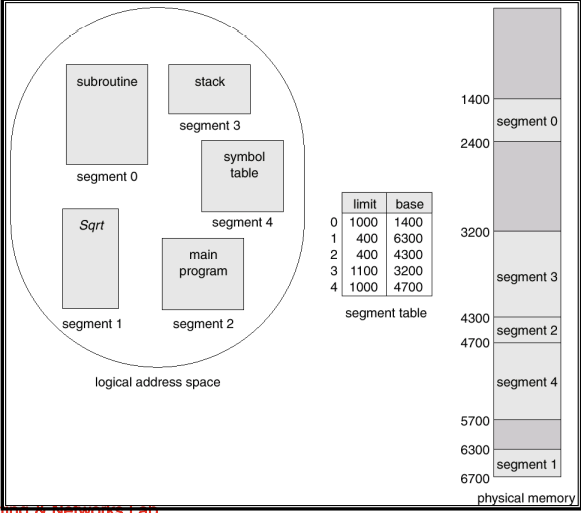 subroutine
segment 0
stack
segment 3
symbol
table
segment 4
Sqrt
segment 1
main
program
segment 2
logical address space
limit base
0 1000 1400
1 400 6300
2 400 4300
3 1100 3200
4 1000 4700
segment table
1400
segment 0
2400
3200
segment 3
4300
segment 2
4700
segment 4
5700
6300
segment 1
6700
physical memory
& Networks Lab